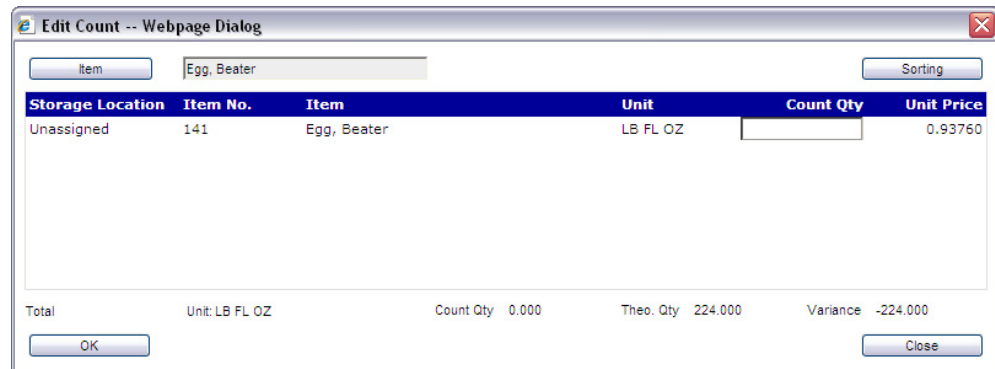 Edit Count -- Webpage Dialog
Item Egg, Beater Sorting
Storage Location Item No. Item Unit Count Qty Unit Price
Unassigned 141 Egg, Beater LB FL OZ 0.93760
Total Unit: LB FL OZ Count Qty 0.000 Theo. Qty 224.000 Variance -224.000
OK Close